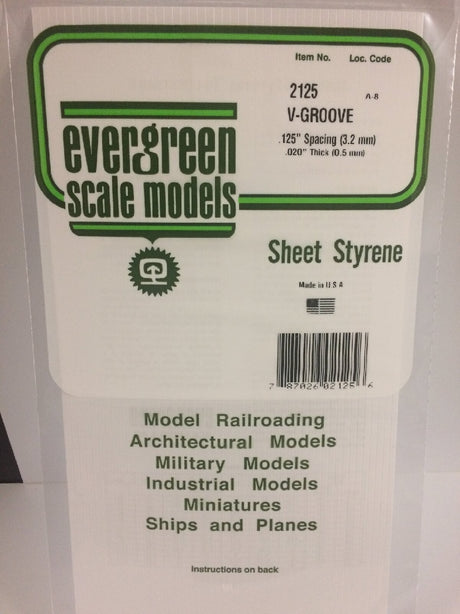 Item No. Loc. Code
2125 A-8
V-GROOVE
.125" Spacing (3.2 mm)
.020" Thick (0.5 mm)
evergreen
scale models
Sheet Styrene
Made in U.S.A
7 87026 02125 6
Model Railroading
Architectural Models
Military Models
Industrial Models
Miniatures
Ships and Planes
Instructions on back